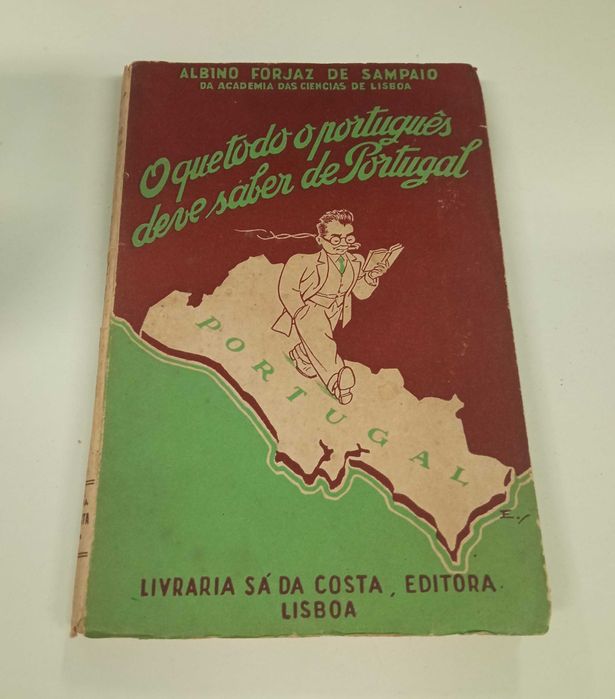 ALBINO FORJAZ DE SAMPAIO
DA ACADEMIA DAS CIENCIAS DE LISBOA
O que todo o português
deve saber de Portugal
PORTUGAL
E.
LIVRARIA SÁ DA COSTA, EDITORA
LISBOA